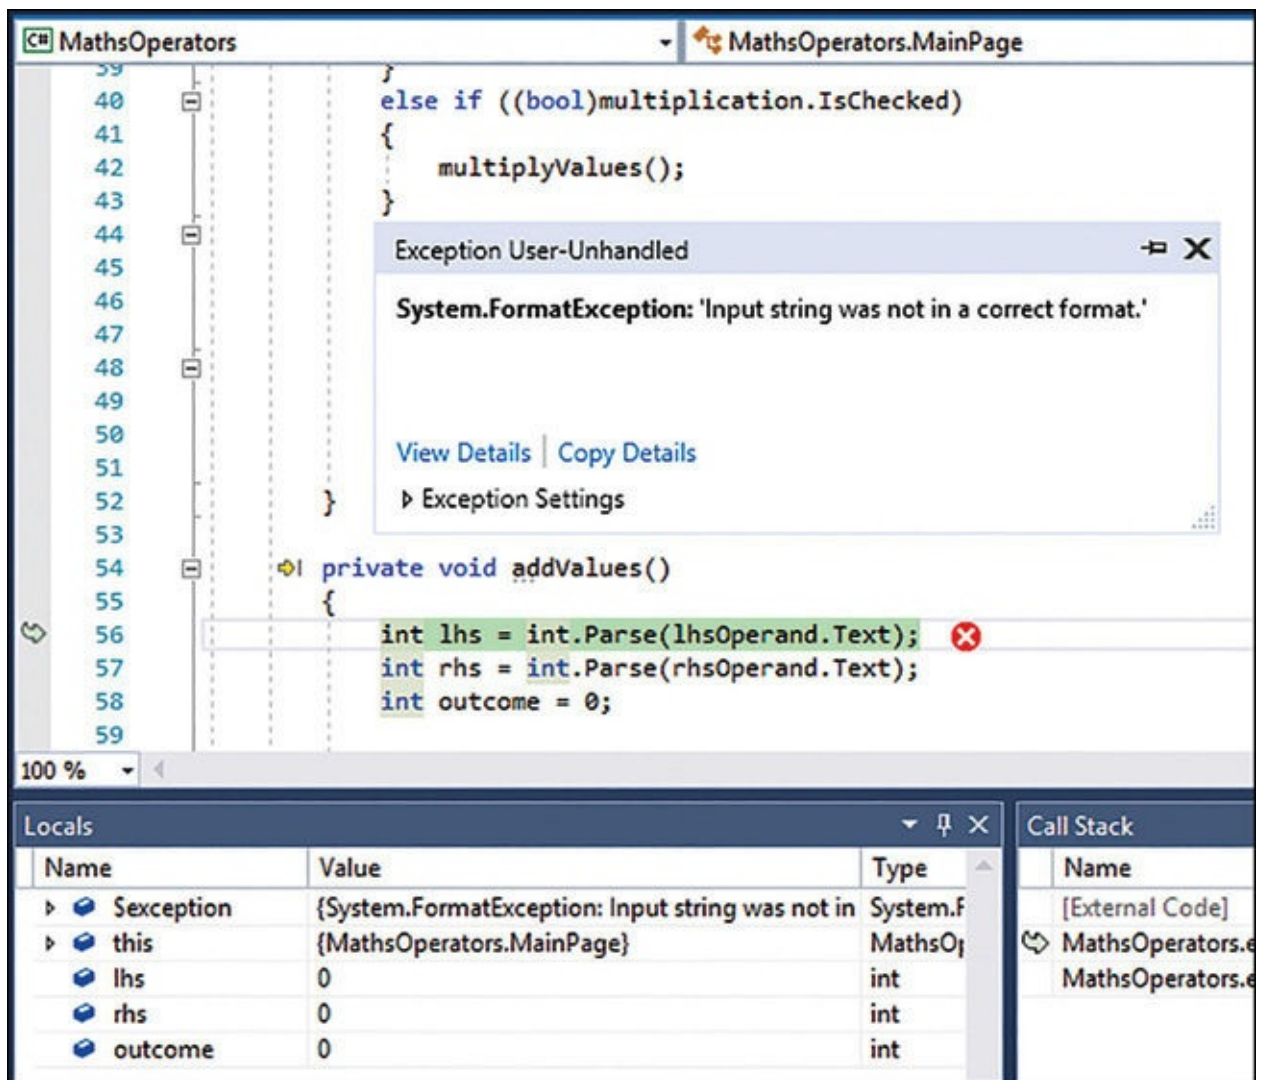 C# MathsOperators MathsOperators.MainPage
39 }
40 else if ((bool)multiplication.IsChecked)
41 {
42 multiplyValues();
43 }
44
45
46
47
48
49
50
51
52 }
53
Exception User-Unhandled
System.FormatException: 'Input string was not in a correct format.'
View Details | Copy Details
Exception Settings
54 private void addValues()
55 {
56 int lhs = int.Parse(lhsOperand.Text);
57 int rhs = int.Parse(rhsOperand.Text);
58 int outcome = 0;
59
100 %
Locals
Name Value Type
$exception {System.FormatException: Input string was not in System.F
this {MathsOperators.MainPage} MathsOp
lhs 0 int
rhs 0 int
outcome 0 int
Call Stack
Name
[External Code]
MathsOperators.e
MathsOperators.e